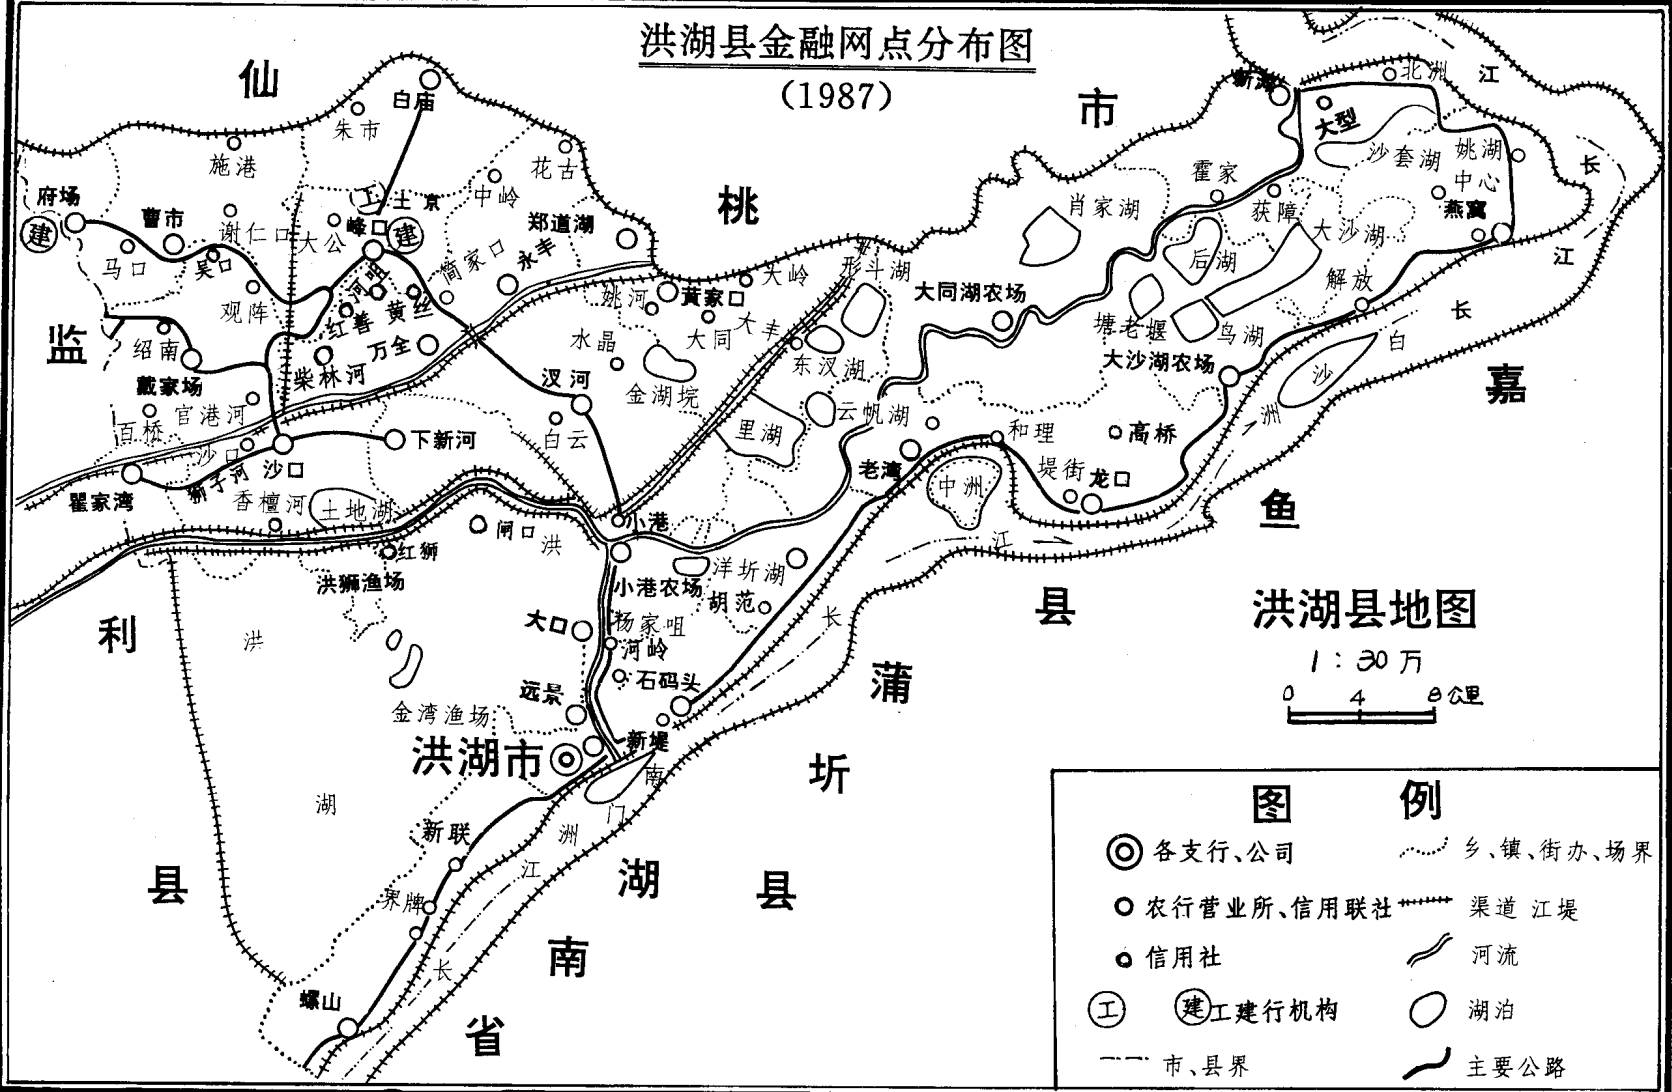 洪湖县金融网点分布图
(1987)
仙
桃
市
监
利
县
嘉
鱼
县
蒲
圻
县
湖
南
省
白庙
朱市
施港
花古
中岭
北洲
江
新滩
大型
沙套湖
姚湖
中心
燕窝
长
江
霍家
获障
大沙湖
肖家湖
后湖
解放
府场
建
曹市
谢仁口
大公
峰口
工
土京
建
郑道湖
永丰
简家口
马口
吴口
观阵
红善
黄丝
河咀
绍南
戴家场
官港河
百桥
柴林河
万全
姚河
黄家口
大岭
大同
大丰
水晶
金湖垸
形斗湖
东汊湖
云帆湖
里湖
大同湖农场
塘老堰
鸟湖
大沙湖农场
长
白
沙
洲
汊河
白云
下新河
沙口
沙口
狮子河
瞿家湾
香檀河
土地湖
红狮
洪狮渔场
闸口
洪
小港
小港农场
洋圻湖
胡范
老湾
和理
高桥
堤街
龙口
中洲
江
长
大口
杨家咀
河岭
石码头
远景
金湾渔场
洪湖市
新堤
南
门
洲
洪
湖
新联
界牌
江
长
螺山
洪湖县地图
1：30万
0 4 8公里
图 例
各支行、公司
乡、镇、街办、场界
农行营业所、信用联社
渠道 江堤
信用社
河流
工 建 工建行机构
湖泊
市、县界
主要公路